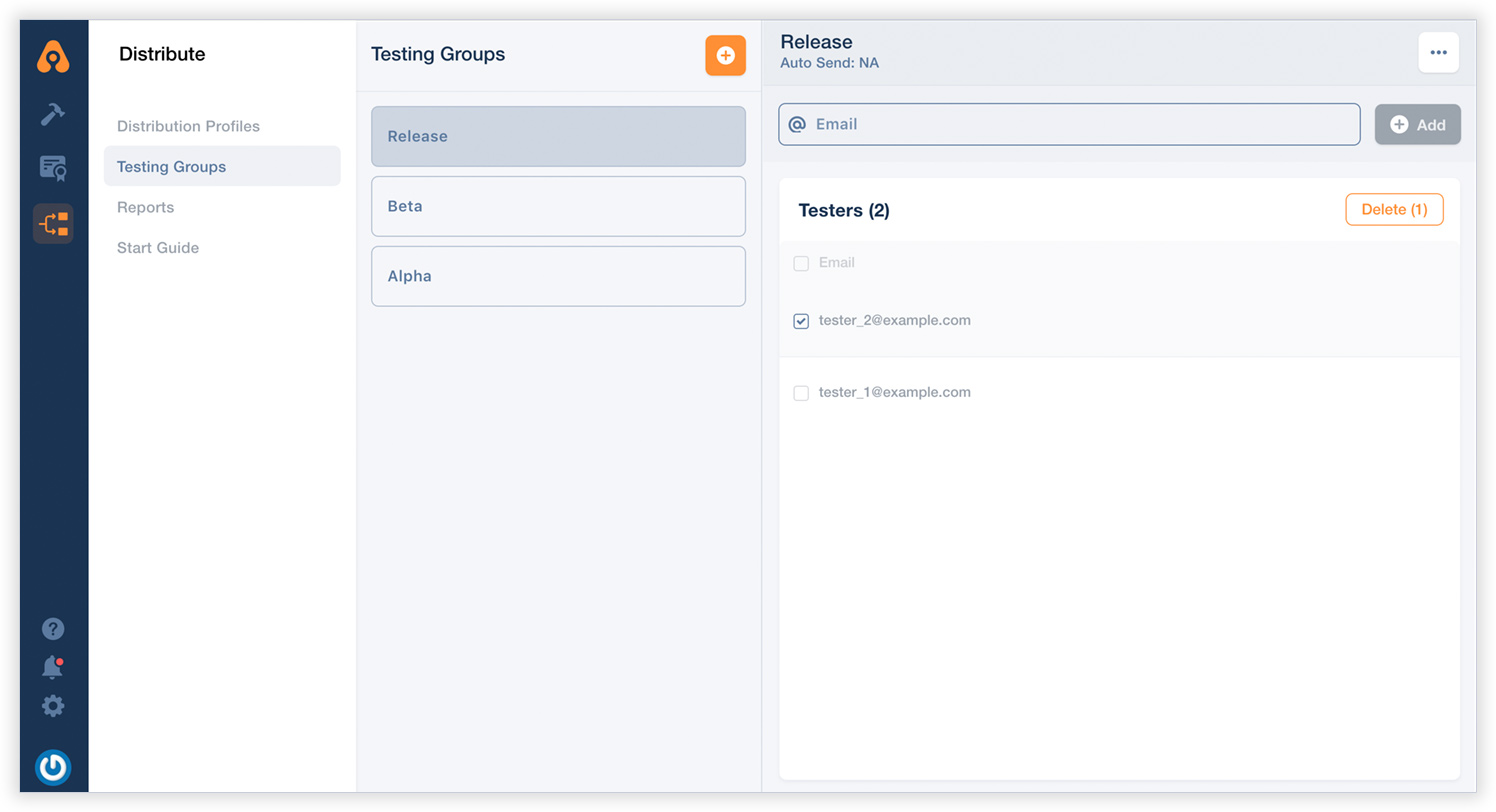 Distribute
Distribution Profiles
Testing Groups
Reports
Start Guide
Testing Groups
Release
Beta
Alpha
Release
Auto Send: NA
Email
Add
Testers (2)
Delete (1)
Email
tester_2@example.com
tester_1@example.com